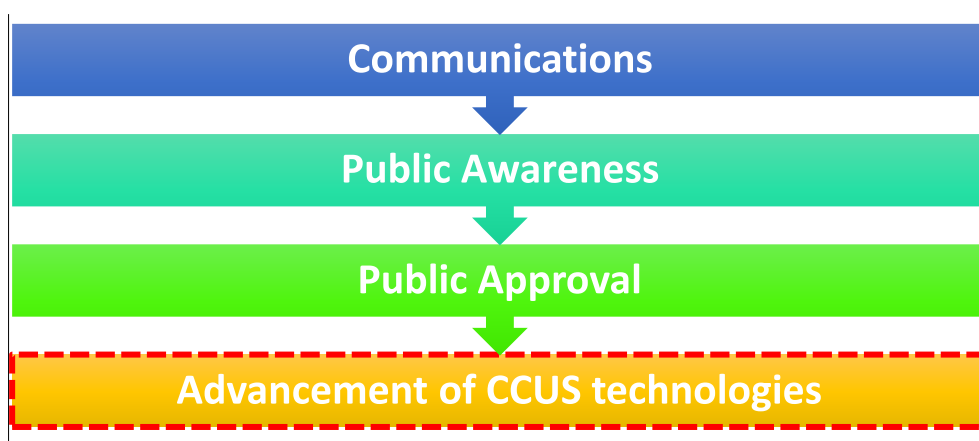 Communications
Public Awareness
Public Approval
Advancement of CCUS technologies